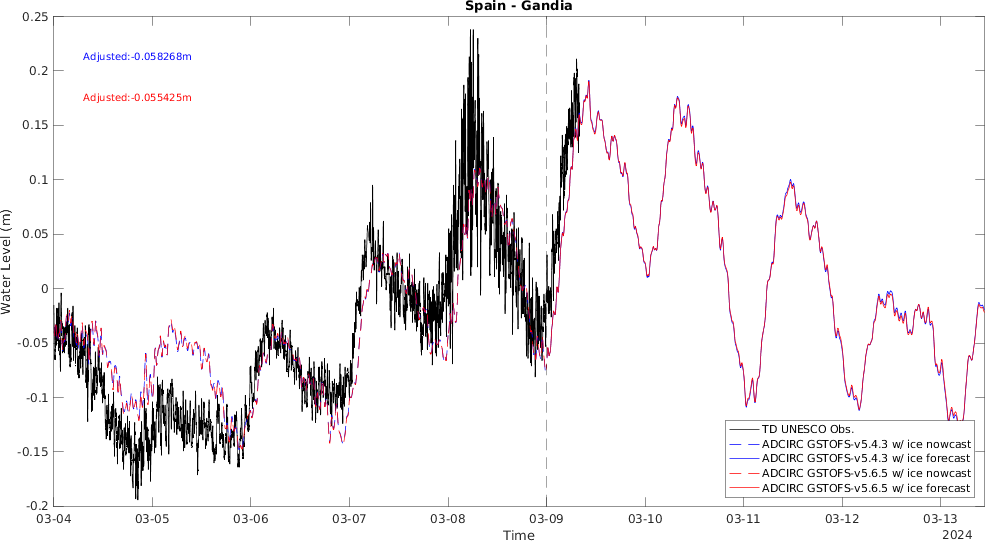 Spain - Gandia
0.25
0.2
0.15
0.1
0.05
0
-0.05
-0.1
-0.15
-0.2
Water Level (m)
Adjusted:-0.058268m
Adjusted:-0.055425m
TD UNESCO Obs.
ADCIRC GSTOFS-v5.4.3 w/ ice nowcast
ADCIRC GSTOFS-v5.4.3 w/ ice forecast
ADCIRC GSTOFS-v5.6.5 w/ ice nowcast
ADCIRC GSTOFS-v5.6.5 w/ ice forecast
03-04 03-05 03-06 03-07 03-08 03-09 03-10 03-11 03-12 03-13
Time
2024